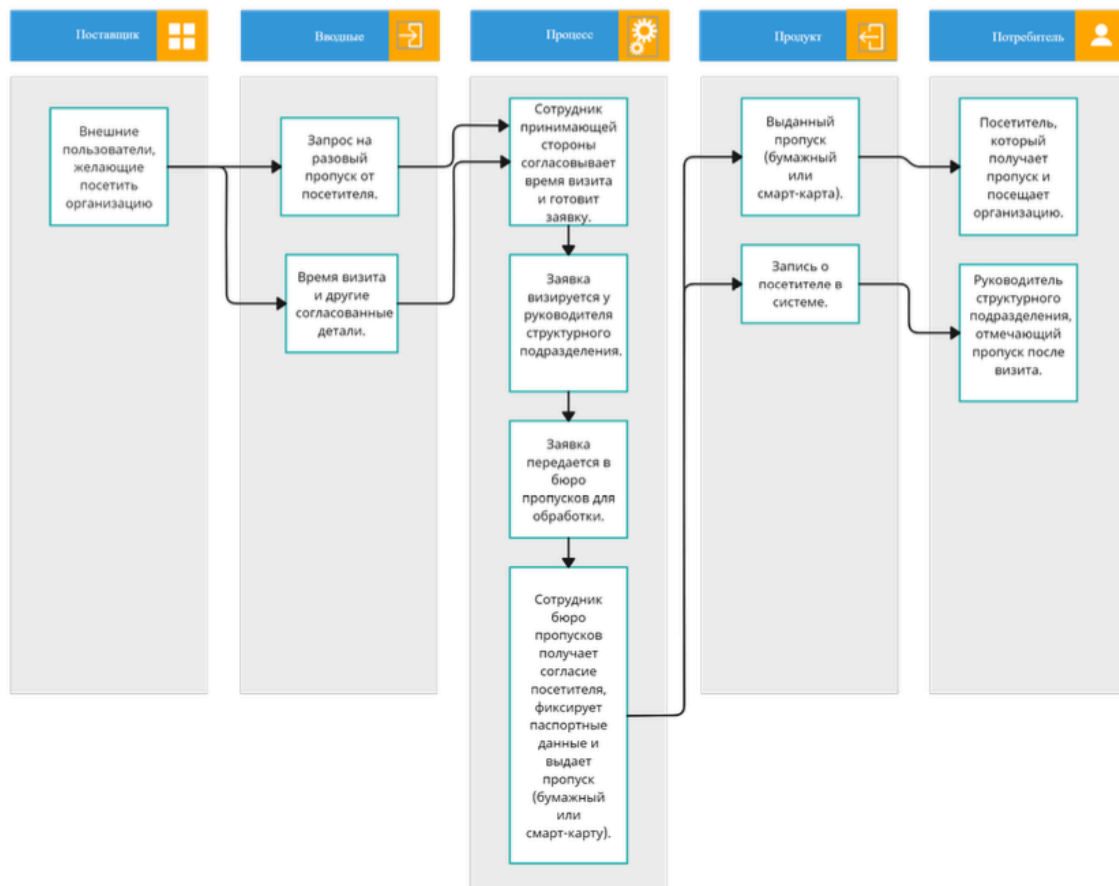 Поставщик
Вводные
Процесс
Продукт
Потребитель
Внешние
пользователи,
желающие
посетить
организацию
Запрос на
разовый
пропуск от
посетителя.
Время визита
и другие
согласованные
детали.
Сотрудник
принимающей
стороны
согласовывает
время визита
и готовит
заявку.
Заявка
визируется у
руководителя
структурного
подразделения.
Заявка
передается в
бюро
пропусков для
обработки.
Сотрудник
бюро
пропусков
получает
согласие
посетителя,
фиксирует
паспортные
данные и
выдает
пропуск
(бумажный
или
смарт-карту).
Выданный
пропуск
(бумажный
или
смарт-карта).
Запись о
посетителе в
системе.
Посетитель,
который
получает
пропуск и
посещает
организацию.
Руководитель
структурного
подразделения,
отмечающий
пропуск после
визита.